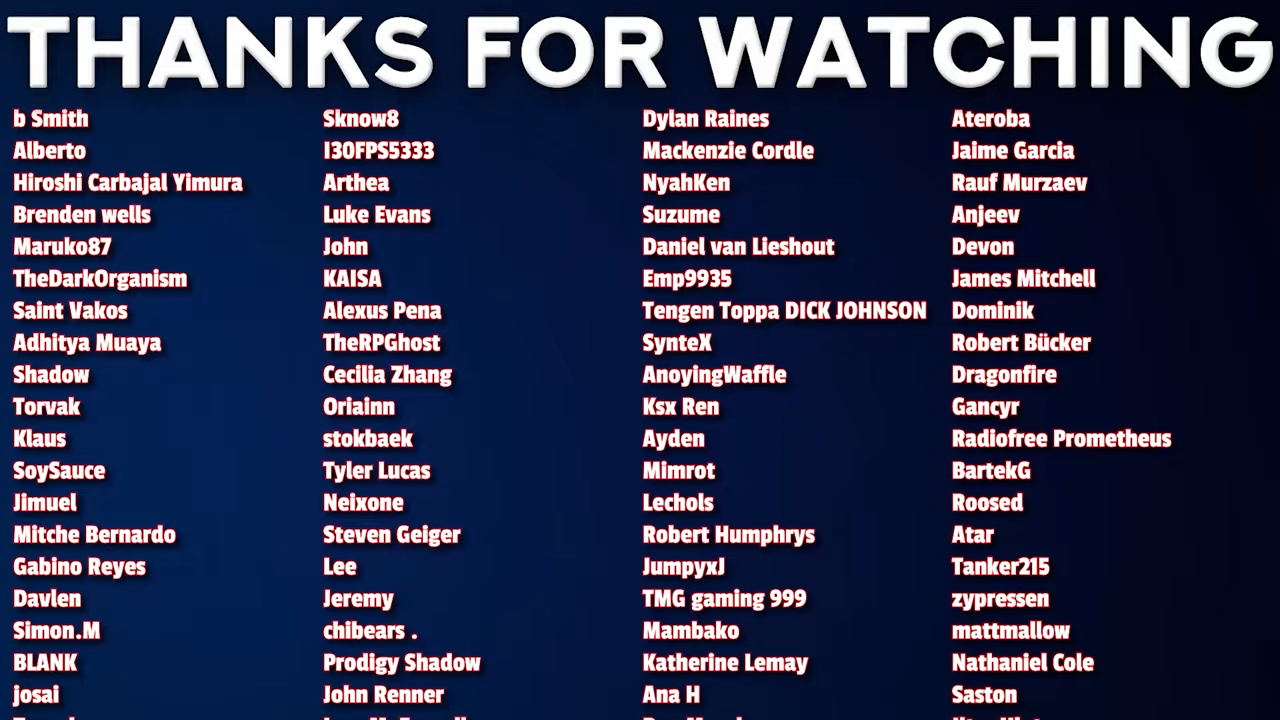 THANKS FOR WATCHING
b Smith
Alberto
Hiroshi Carbajal Yimura
Brenden wells
Maruko87
TheDarkOrganism
Saint Vakos
Adhitya Muaya
Shadow
Torvak
Klaus
SoySauce
Jimuel
Mitche Bernardo
Gabino Reyes
Davlen
Simon.M
BLANK
josai
Sknow8
I30FPS5333
Arthea
Luke Evans
John
KAISA
Alexus Pena
TheRPGhost
Cecilia Zhang
Oriainn
stokbaek
Tyler Lucas
Neixone
Steven Geiger
Lee
Jeremy
chibears .
Prodigy Shadow
John Renner
Dylan Raines
Mackenzie Cordle
NyahKen
Suzume
Daniel van Lieshout
Emp9935
Tengen Toppa DICK JOHNSON
SynteX
AnoyingWaffle
Ksx Ren
Ayden
Mimrot
Lechols
Robert Humphrys
JumpyxJ
TMG gaming 999
Mambako
Katherine Lemay
Ana H
Ateroba
Jaime Garcia
Rauf Murzaev
Anjeev
Devon
James Mitchell
Dominik
Robert Bücker
Dragonfire
Gancyr
Radiofree Prometheus
BartekG
Roosed
Atar
Tanker215
zypressen
mattmallow
Nathaniel Cole
Saston